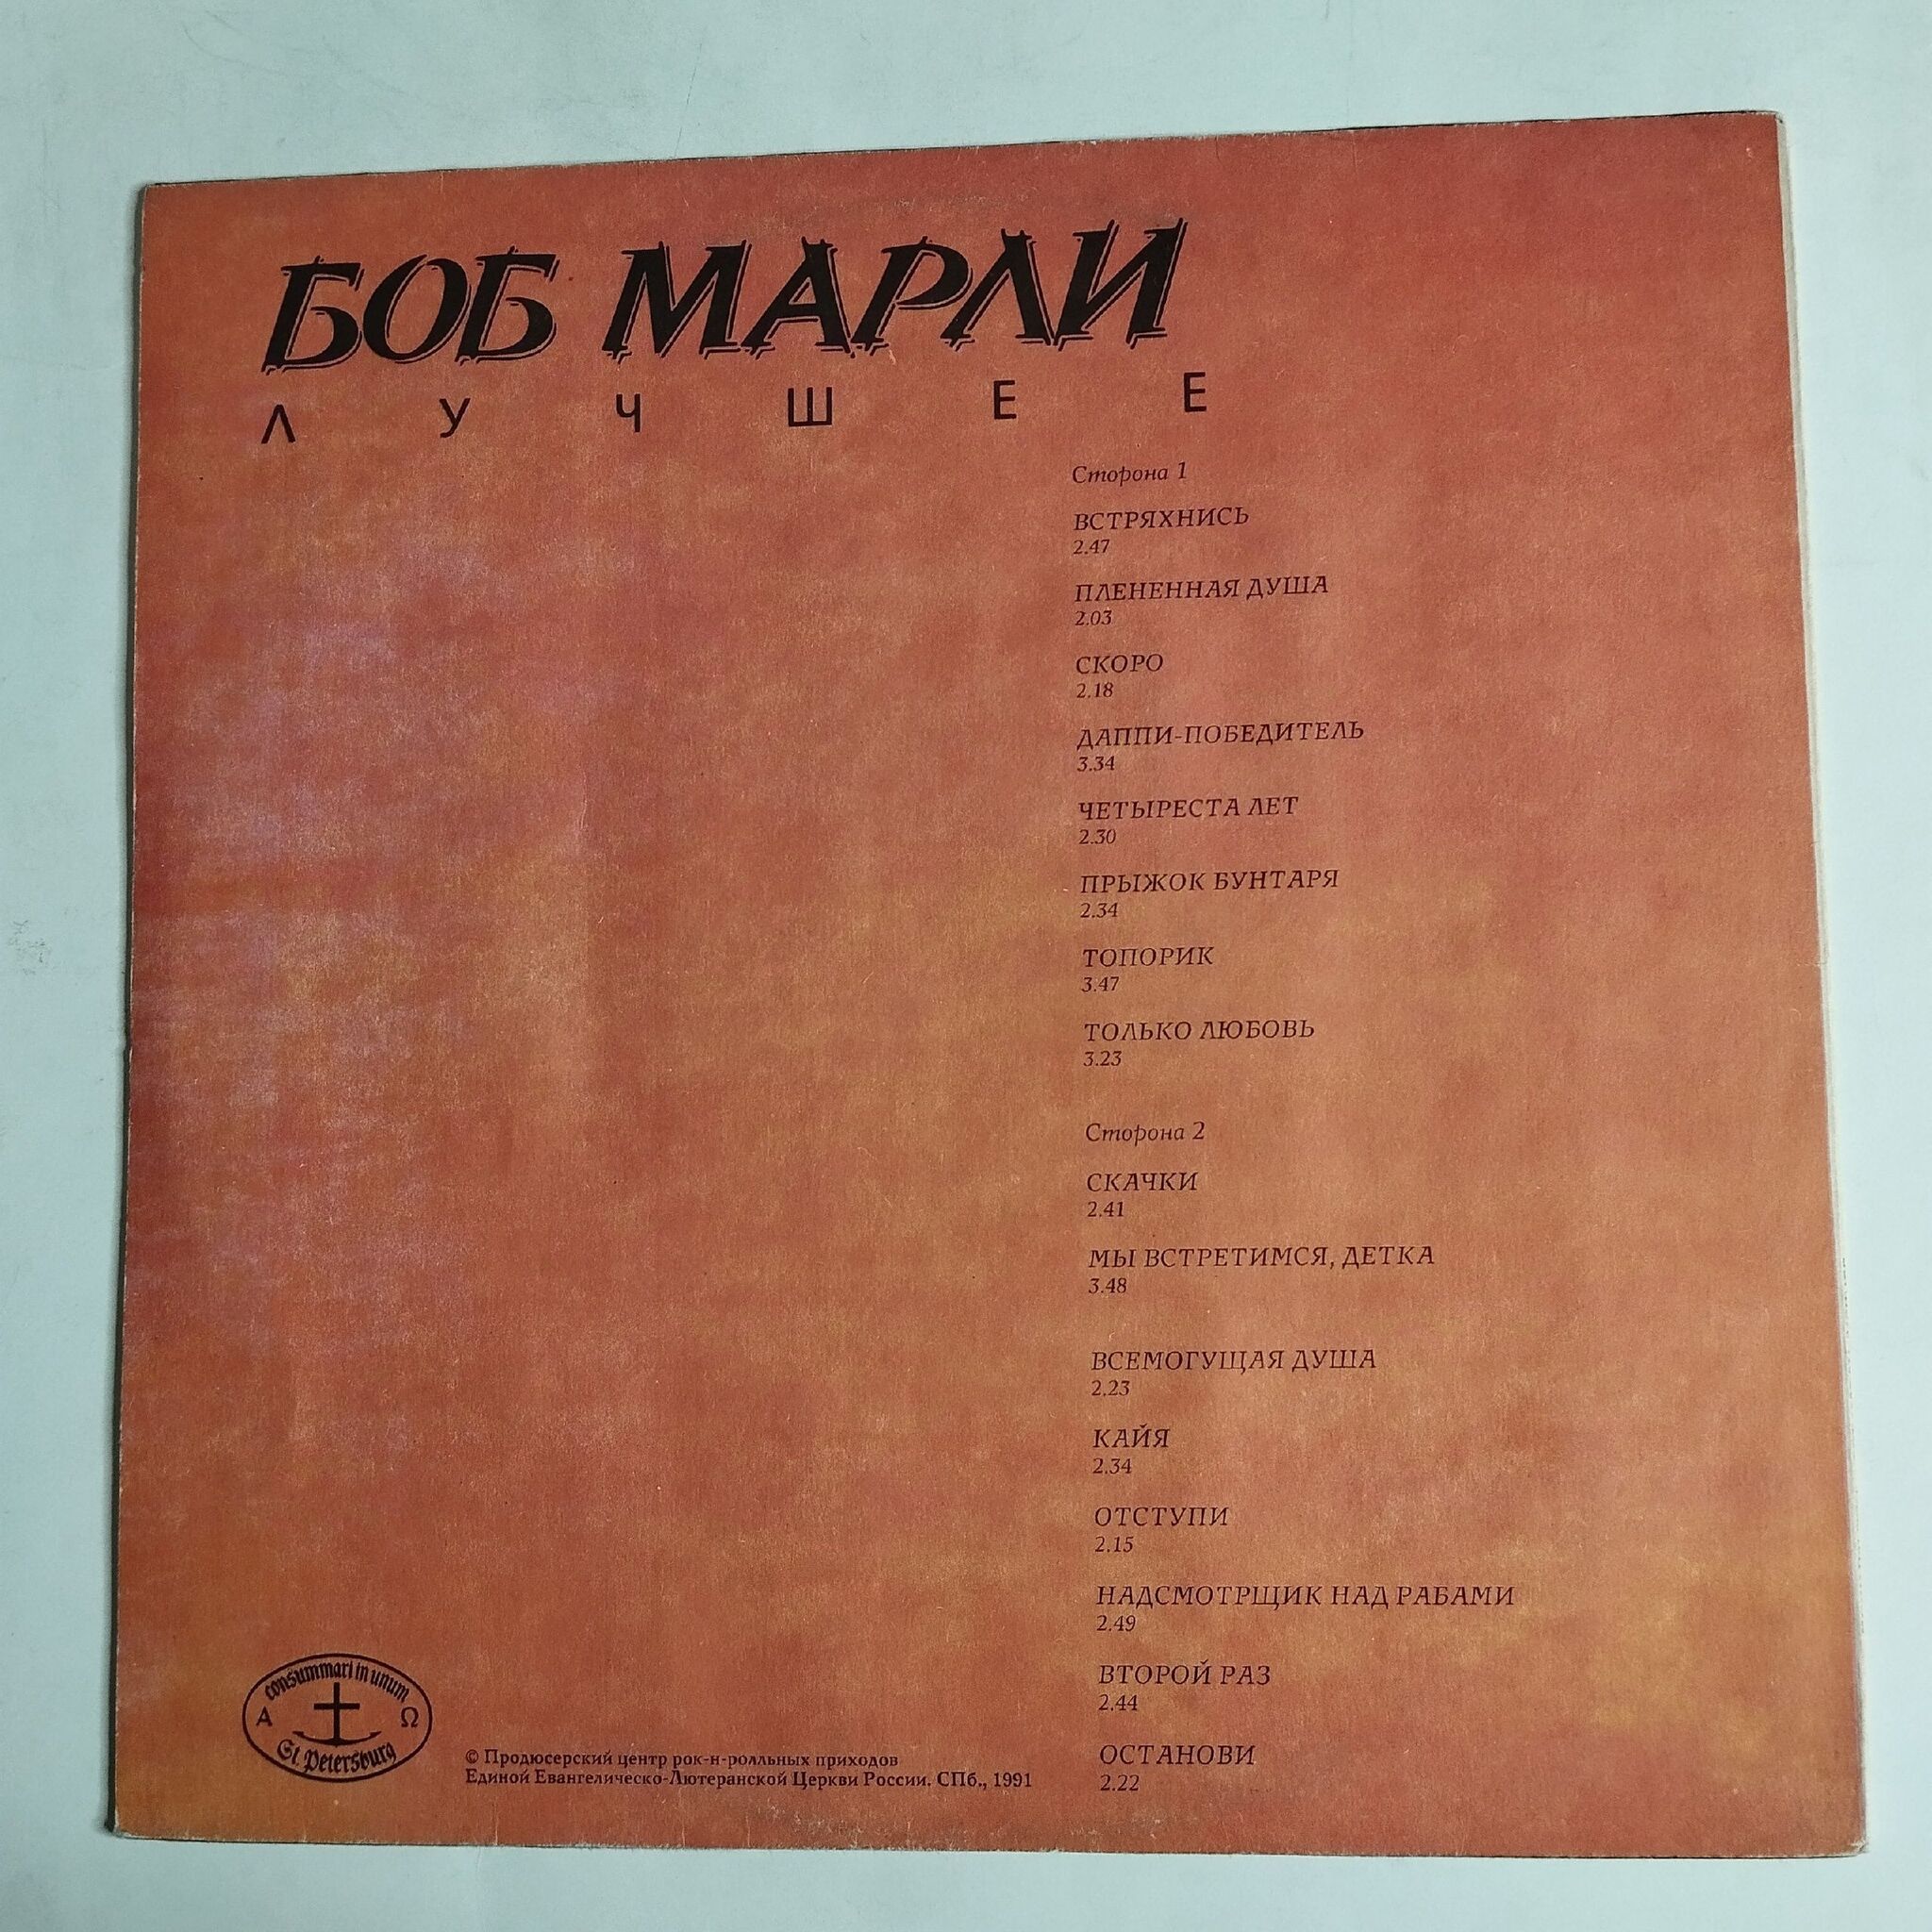 БОБ МАРЛИ
ЛУЧШЕЕ
Сторона 1
ВСТРЯХНИСЬ
2.47
ПЛЕНЕННАЯ ДУША
2.03
СКОРО
2.18
ДАППИ-ПОБЕДИТЕЛЬ
3.34
ЧЕТЫРЕСТА ЛЕТ
2.30
ПРЫЖОК БУНТАРЯ
2.34
ТОПОРИК
3.47
ТОЛЬКО ЛЮБОВЬ
3.23
Сторона 2
СКАЧКИ
2.41
МЫ ВСТРЕТИМСЯ, ДЕТКА
3.48
ВСЕМОГУЩАЯ ДУША
2.23
КАЙЯ
2.34
ОТСТУПИ
2.15
НАДСМОТРЩИК НАД РАБАМИ
2.49
ВТОРОЙ РАЗ
2.44
ОСТАНОВИ
2.22
consummari in unum
Α Ω
St. Petersburg
© Продюсерский центр рок-н-ролльных приходов
Единой Евангелическо-Лютеранской Церкви России. СПб., 1991